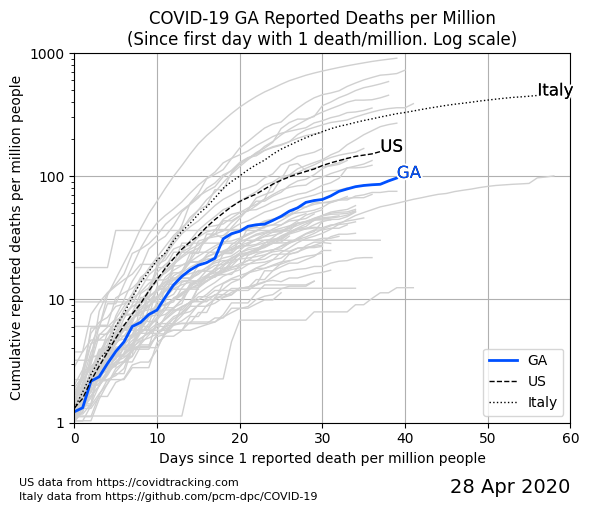 COVID-19 GA Reported Deaths per Million
(Since first day with 1 death/million. Log scale)
Cumulative reported deaths per million people
1000
100
10
1
Italy
US
GA
GA
US
Italy
0 10 20 30 40 50 60
Days since 1 reported death per million people
US data from https://covidtracking.com
Italy data from https://github.com/pcm-dpc/COVID-19
28 Apr 2020